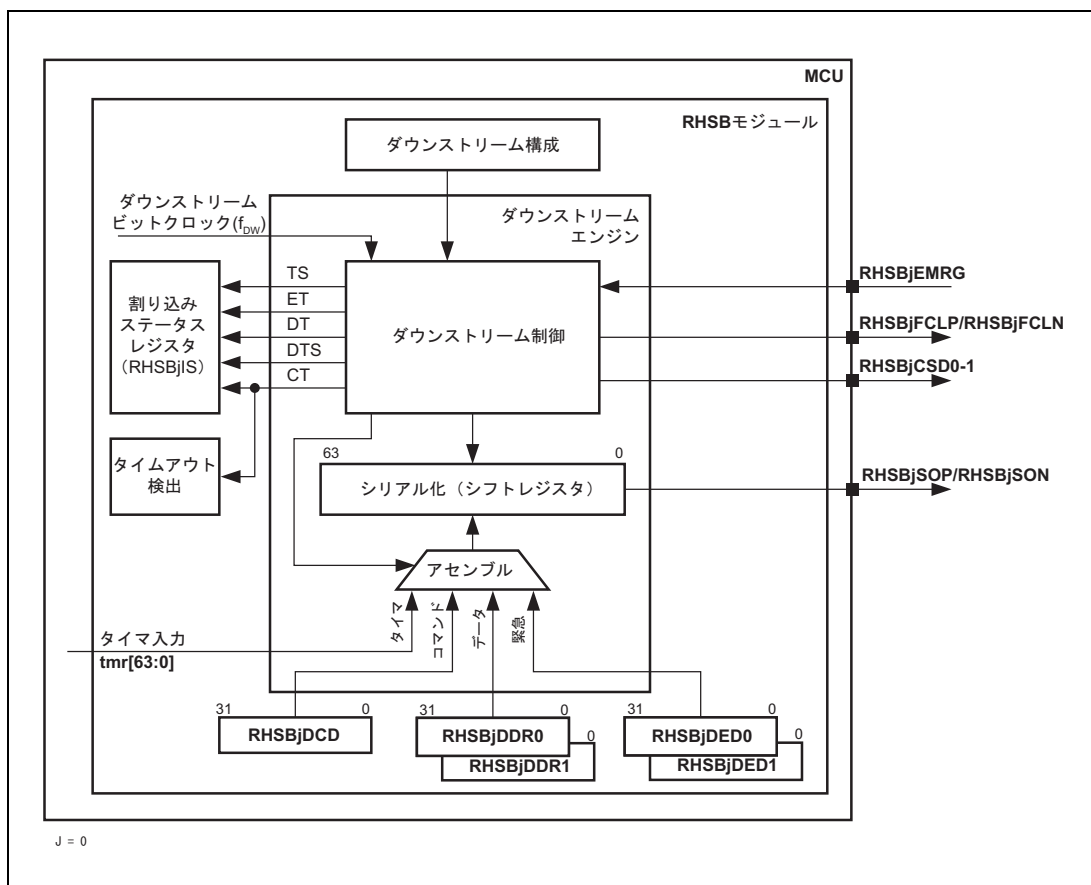 MCU
RHSBモジュール
ダウンストリーム構成
ダウンストリーム
ビットクロック(fDW)
ダウンストリーム
エンジン
割り込み
ステータス
レジスタ
(RHSBjIS)
TS
ET
DT
DTS
CT
ダウンストリーム制御
RHSBjEMRG
RHSBjFCLP/RHSBjFCLN
RHSBjCSD0-1
タイムアウト
検出
63
0
シリアル化（シフトレジスタ）
RHSBjSOP/RHSBjSON
アセンブル
タイマ
コマンド
データ
緊急
タイマ入力
tmr[63:0]
31
0
RHSBjDCD
31
0
RHSBjDDR0
0
RHSBjDDR1
31
0
RHSBjDED0
0
RHSBjDED1
J = 0